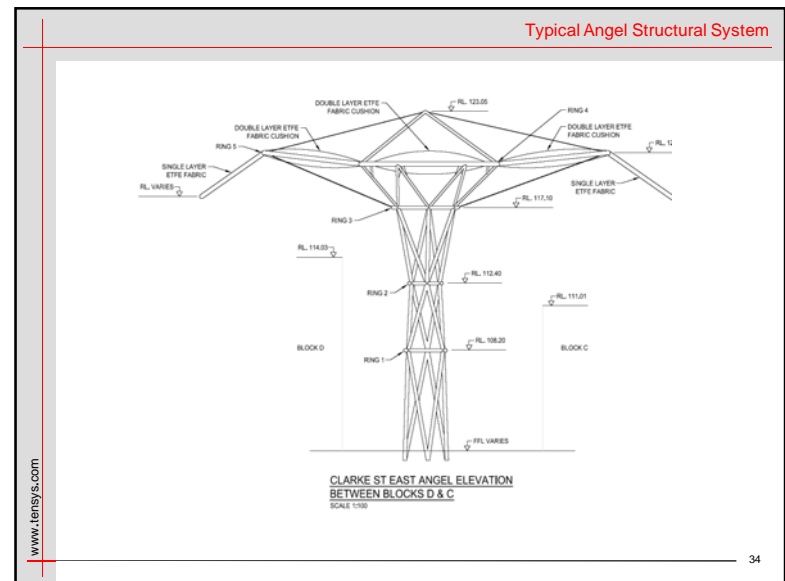 Typical Angel Structural System
DOUBLE LAYER ETFE
FABRIC CUSHION
RL. 123.05
RING 4
DOUBLE LAYER ETFE
FABRIC CUSHION
DOUBLE LAYER ETFE
FABRIC CUSHION
RING 5
RL. 12
SINGLE LAYER
ETFE FABRIC
SINGLE LAYER
ETFE FABRIC
RL. VARIES
RL. 117.10
RING 3
RL. 114.03
RL. 112.40
RING 2
RL. 111.01
RL. 108.20
BLOCK D
BLOCK C
RING 1
FFL VARIES
CLARKE ST EAST ANGEL ELEVATION
BETWEEN BLOCKS D & C
SCALE 1:100
www.tensys.com
34